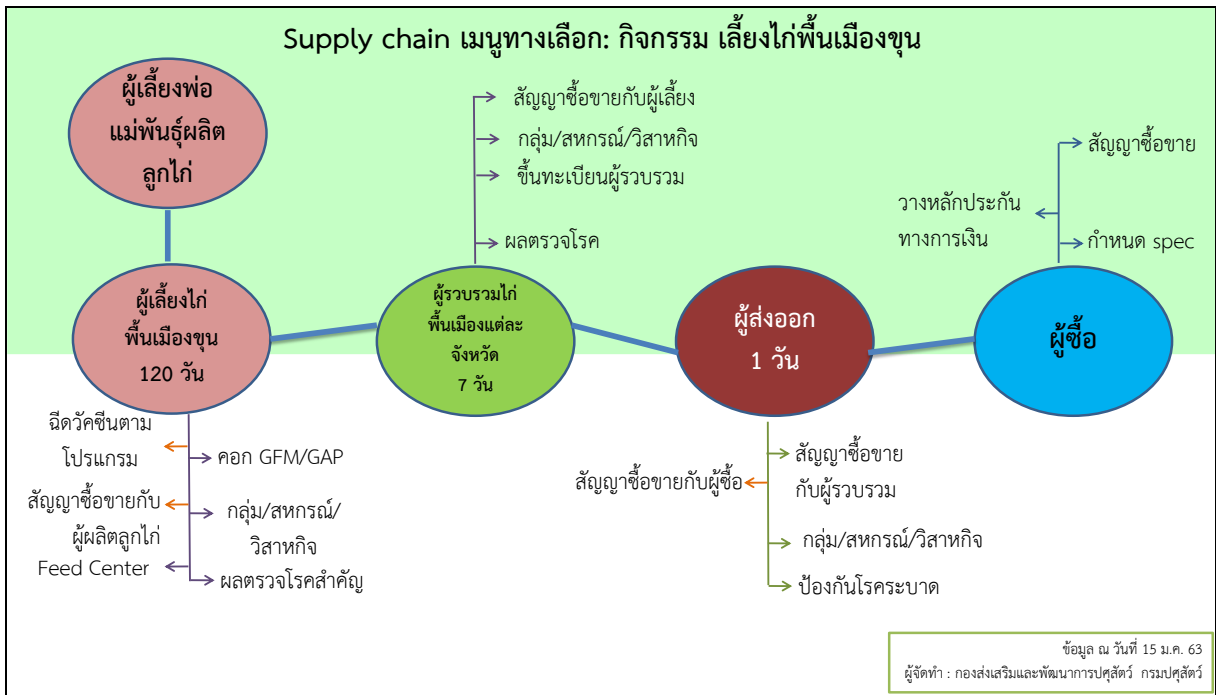 Supply chain เมนูทางเลือก: กิจกรรม เลี้ยงไก่พื้นเมืองขุน
ผู้เลี้ยงพ่อ
แม่พันธุ์ผลิต
ลูกไก่
ผู้เลี้ยงไก่
พื้นเมืองขุน
120 วัน
ฉีดวัคซีนตาม
โปรแกรม
สัญญาซื้อขายกับ
ผู้ผลิตลูกไก่
Feed Center
คอก GFM/GAP
กลุ่ม/สหกรณ์/
วิสาหกิจ
ผลตรวจโรคสำคัญ
สัญญาซื้อขายกับผู้เลี้ยง
กลุ่ม/สหกรณ์/วิสาหกิจ
ขึ้นทะเบียนผู้รวบรวม
ผลตรวจโรค
ผู้รวบรวมไก่
พื้นเมืองแต่ละ
จังหวัด
7 วัน
ผู้ส่งออก
1 วัน
สัญญาซื้อขายกับผู้ซื้อ
สัญญาซื้อขาย
กับผู้รวบรวม
กลุ่ม/สหกรณ์/วิสาหกิจ
ป้องกันโรคระบาด
สัญญาซื้อขาย
วางหลักประกัน
ทางการเงิน
กำหนด spec
ผู้ซื้อ
ข้อมูล ณ วันที่ 15 ม.ค. 63
ผู้จัดทำ : กองส่งเสริมและพัฒนาการปศุสัตว์ กรมปศุสัตว์